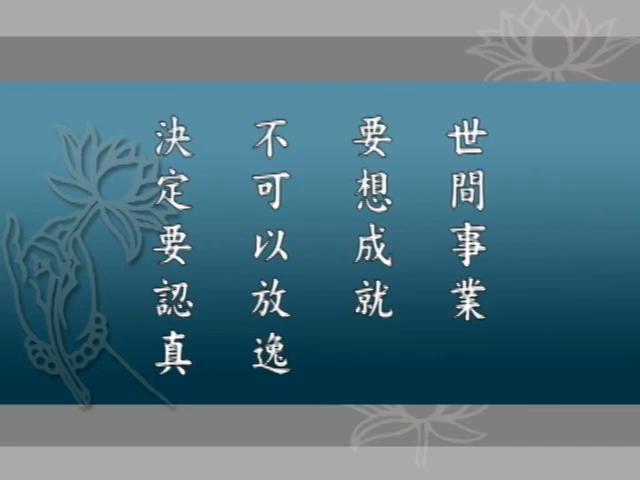 世間事業
要想成就
不可以放逸
決定要認真